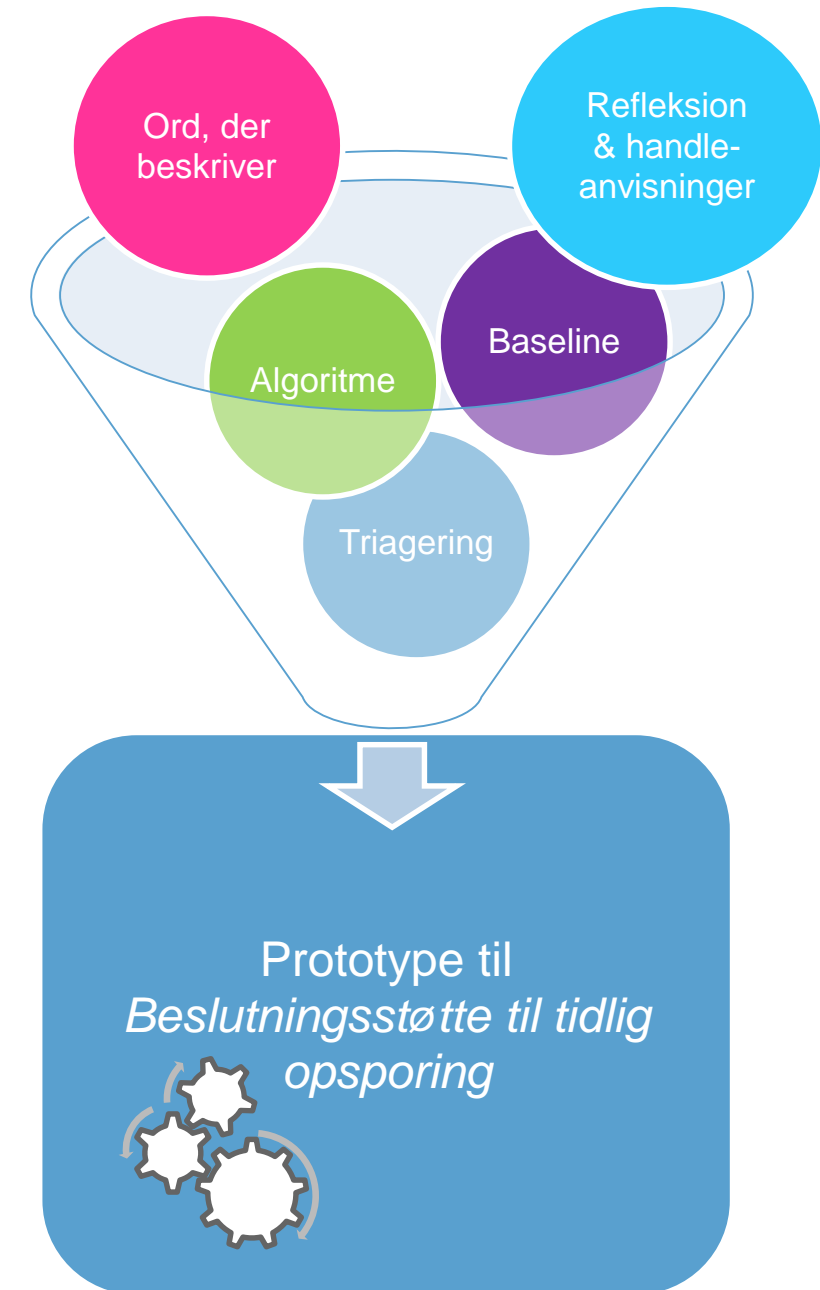 Ord, der
beskriver
Refleksion
& handle-
anvisninger
Baseline
Algoritme
Triagering
Prototype til
Beslutningsstøtte til tidlig
opsporing